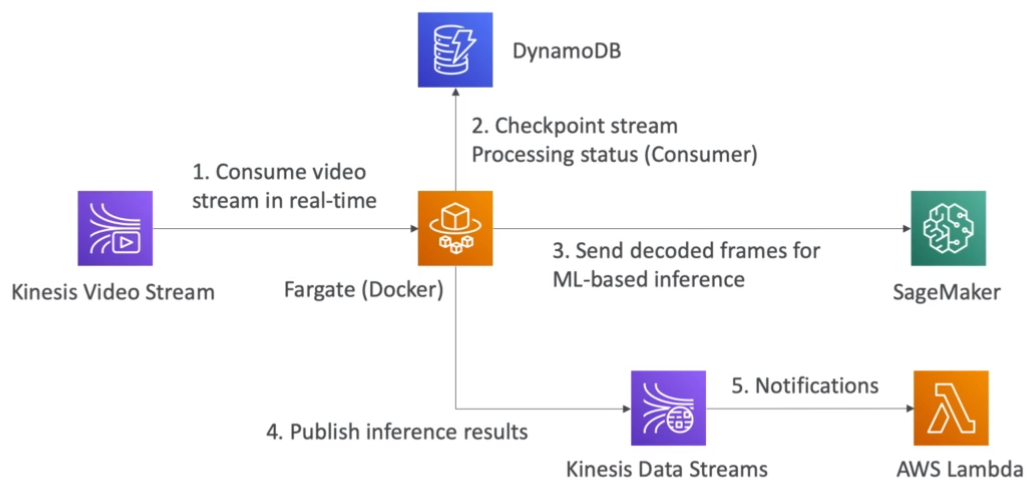 DynamoDB
2. Checkpoint stream
Processing status (Consumer)
1. Consume video
stream in real-time
3. Send decoded frames for
ML-based inference
Kinesis Video Stream
Fargate (Docker)
SageMaker
5. Notifications
4. Publish inference results
Kinesis Data Streams
AWS Lambda